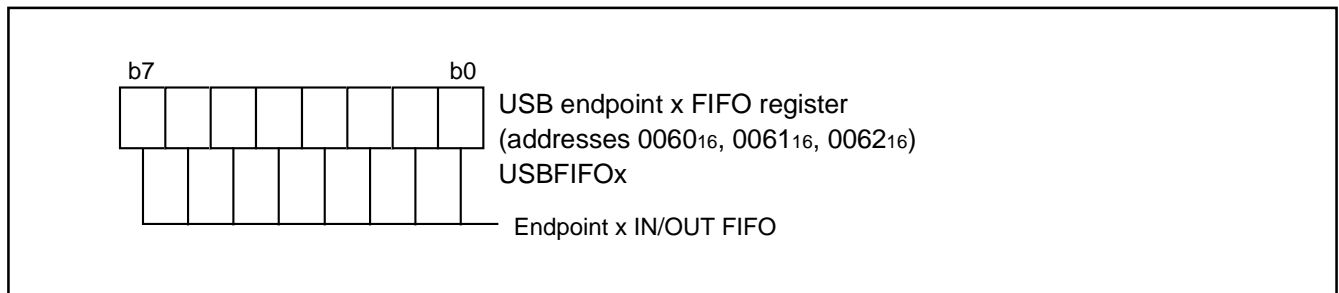 b7 b0
USB endpoint x FIFO register
(addresses 0060₁₆, 0061₁₆, 0062₁₆)
USBFIFOx
Endpoint x IN/OUT FIFO